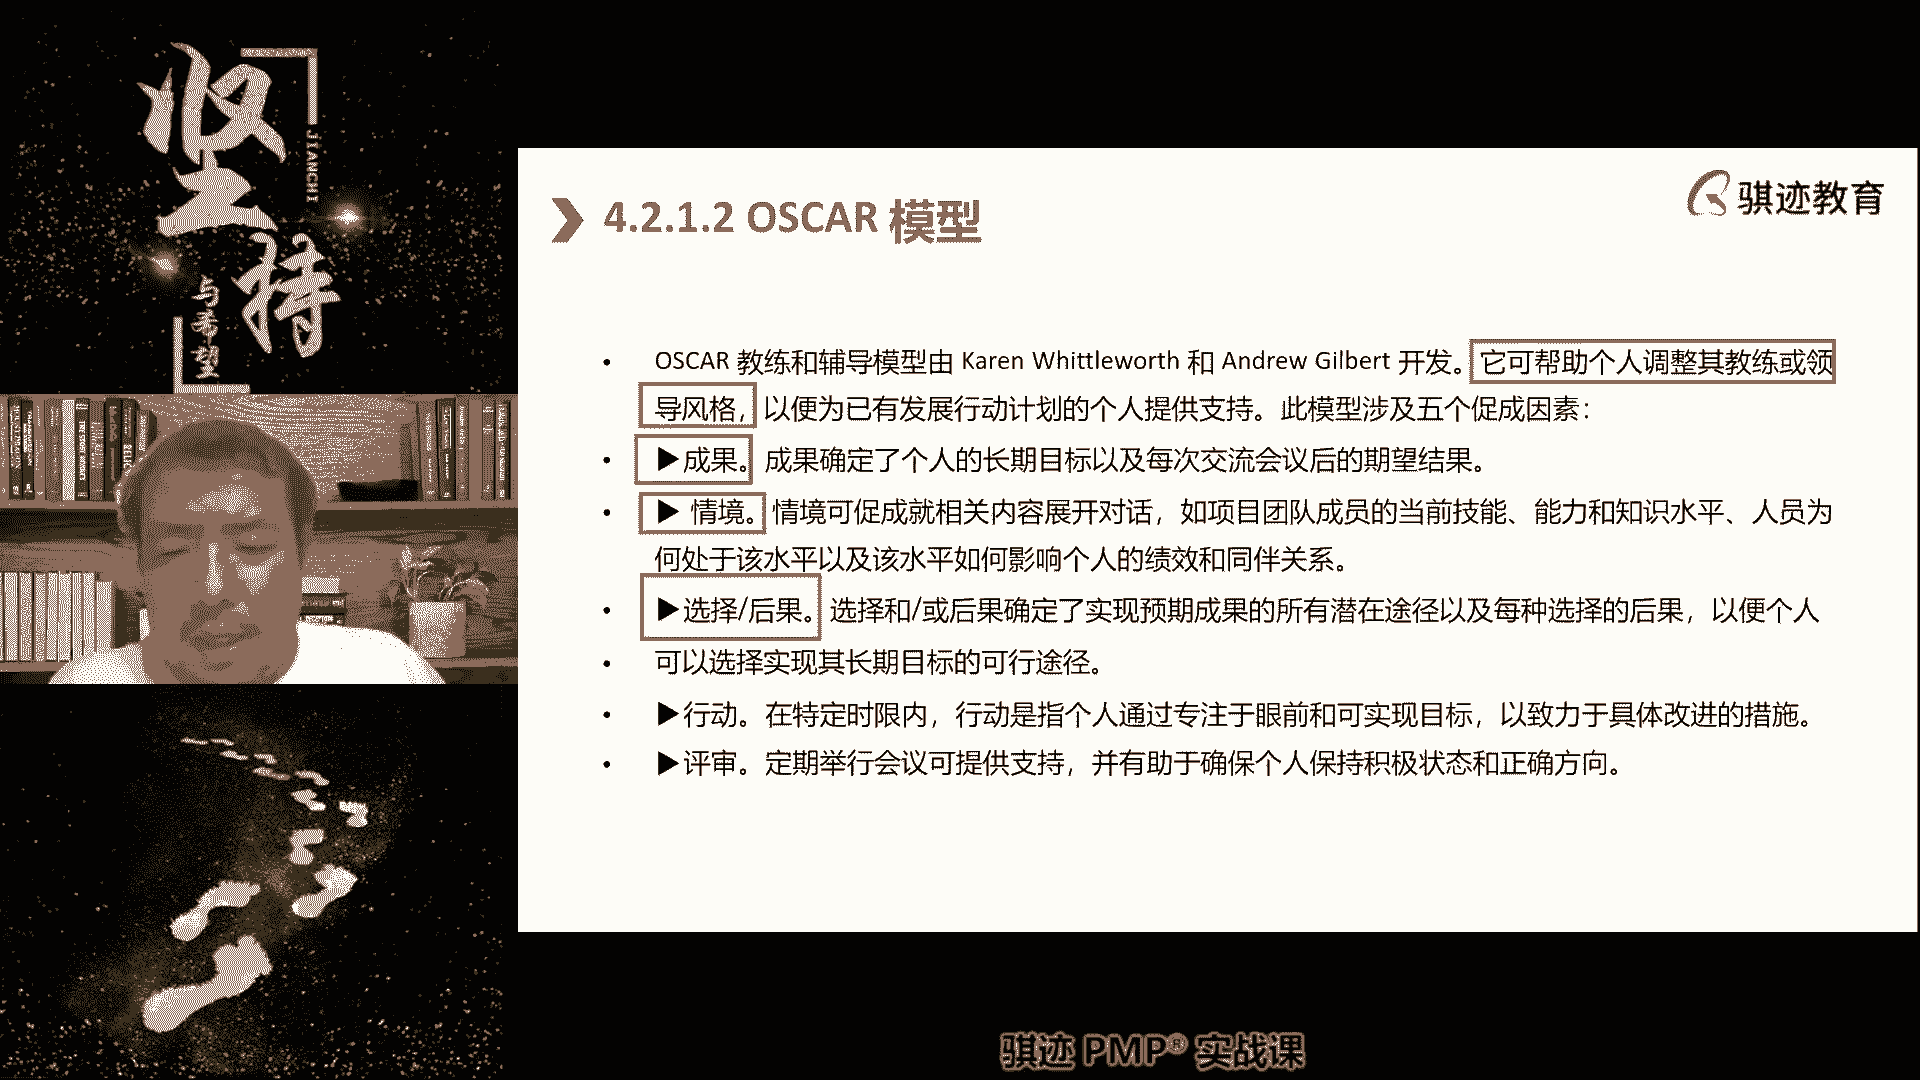 坚持
JIANCHI
与希望
骐迹教育
4.2.1.2 OSCAR 模型
• OSCAR 教练和辅导模型由 Karen Whittleworth 和 Andrew Gilbert 开发。它可帮助个人调整其教练或领
导风格，以便为已有发展行动计划的个人提供支持。此模型涉及五个促成因素：
• ▶成果。成果确定了个人的长期目标以及每次交流会议后的期望结果。
• ▶ 情境。情境可促成就相关内容展开对话，如项目团队成员的当前技能、能力和知识水平、人员为
何处于该水平以及该水平如何影响个人的绩效和同伴关系。
• ▶选择/后果。选择和/或后果确定了实现预期成果的所有潜在途径以及每种选择的后果，以便个人
• 可以选择实现其长期目标的可行途径。
• ▶行动。在特定时限内，行动是指个人通过专注于眼前和可实现目标，以致力于具体改进的措施。
• ▶评审。定期举行会议可提供支持，并有助于确保个人保持积极状态和正确方向。
骐迹 PMP® 实战课